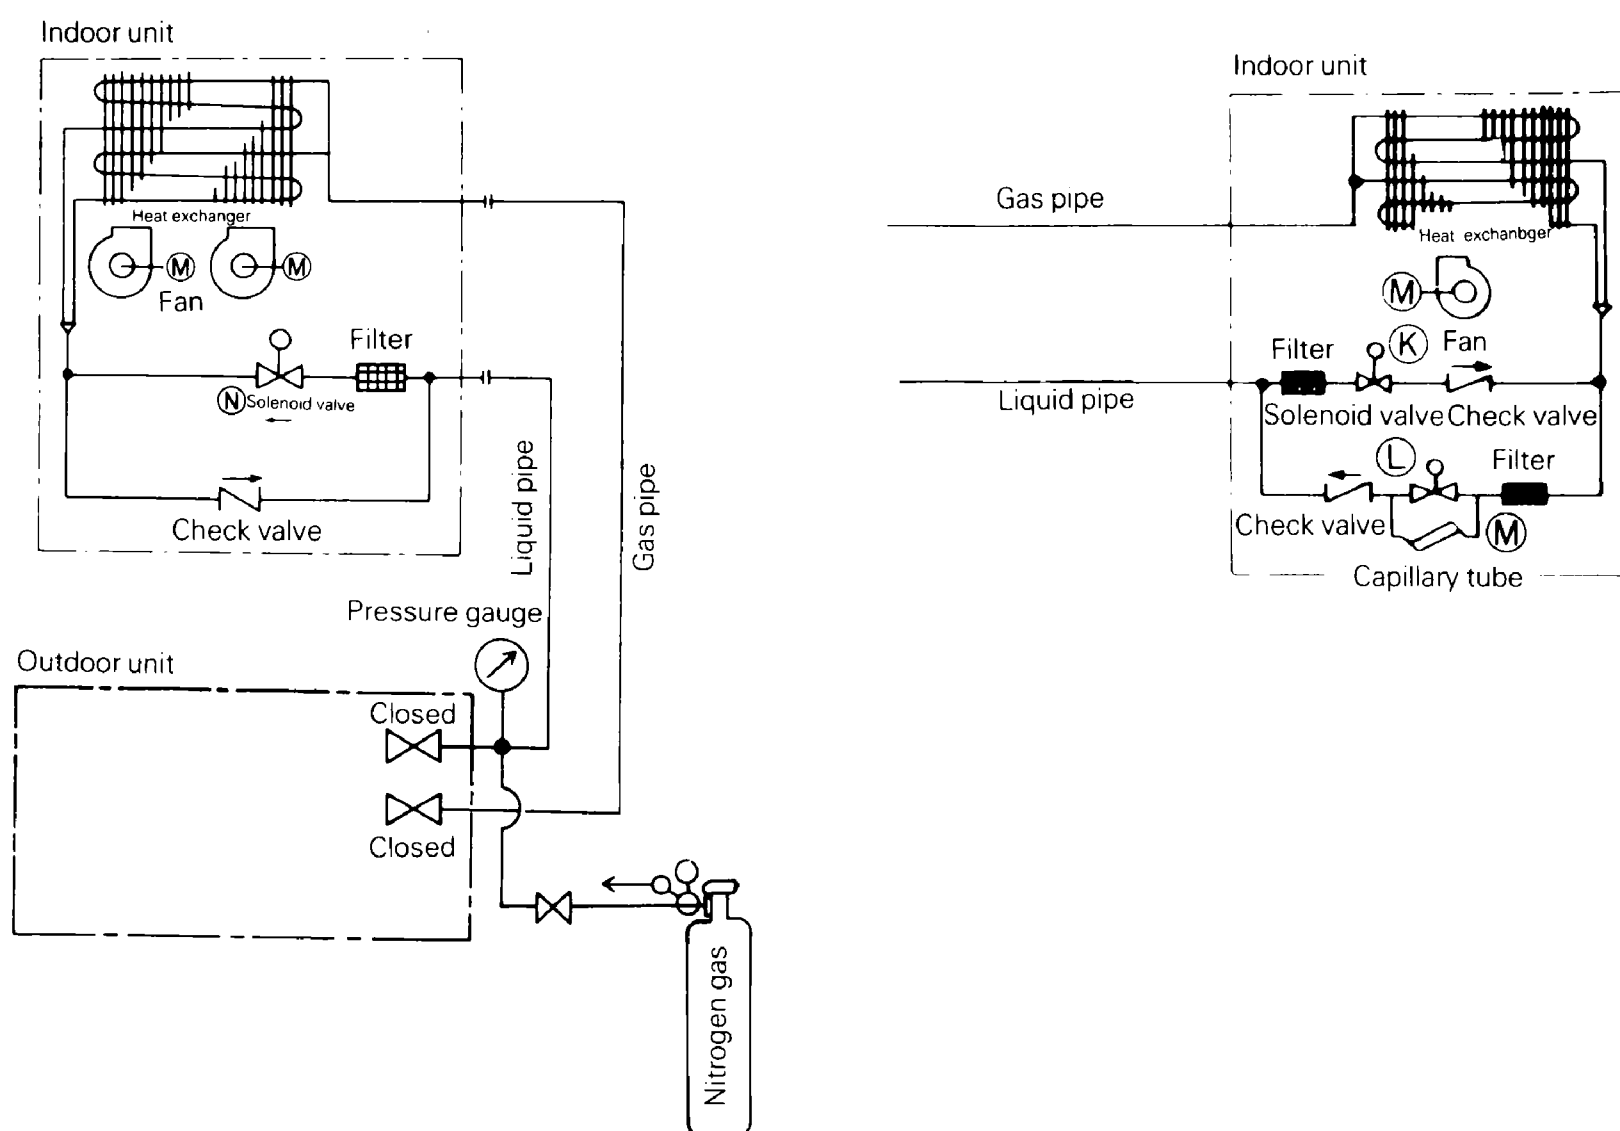 Indoor unit
Heat exchanger
M
M
Fan
Filter
N Solenoid valve
Check valve
Liquid pipe
Gas pipe
Pressure gauge
Outdoor unit
Closed
Closed
Nitrogen gas
Indoor unit
Gas pipe
Heat exchanbger
M
K
Fan
Filter
Liquid pipe
Solenoid valve Check valve
L
Filter
Check valve
M
Capillary tube